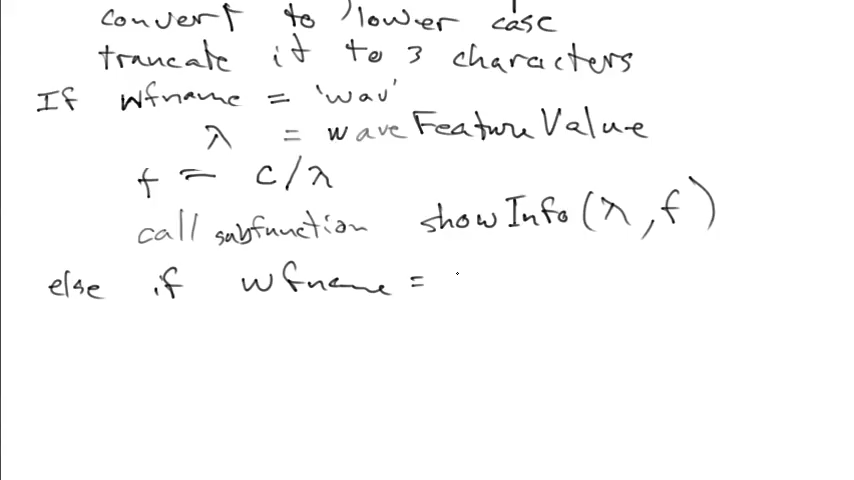 convert to lower case
truncate it to 3 characters
If wfname = 'wav'
λ = waveFeatureValue
f = c/λ
call subfunction showInfo(λ,f)
else if wfname =